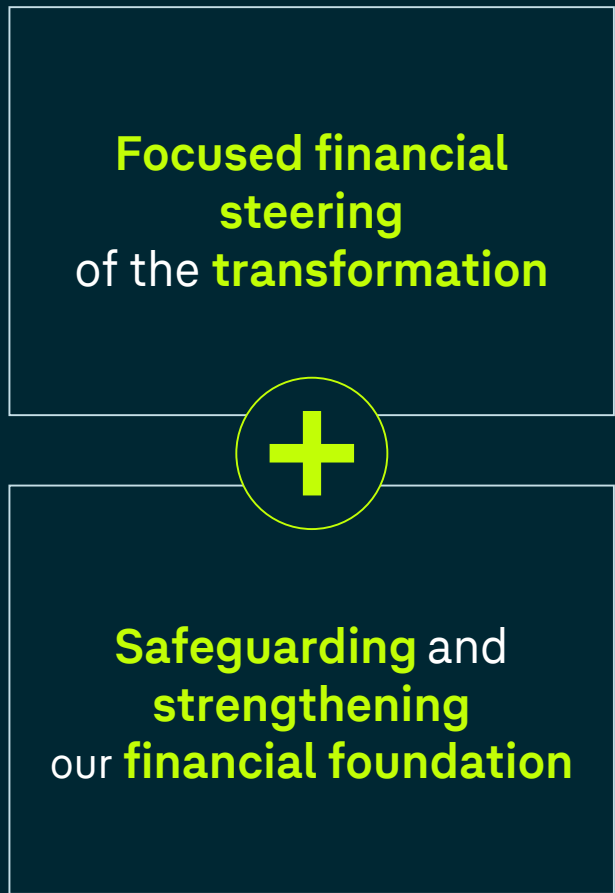 Focused financial
steering
of the transformation
+
Safeguarding and
strengthening
our financial foundation